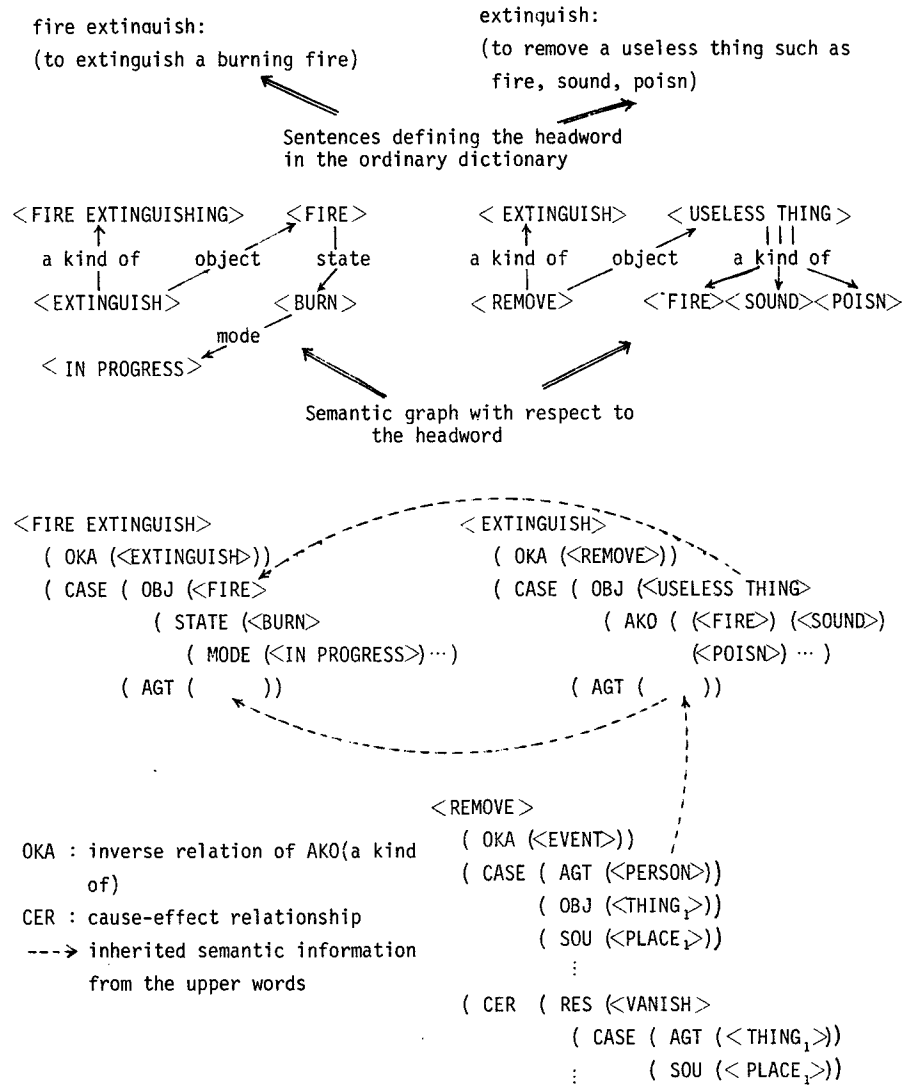 fire extinguish:
(to extinguish a burning fire)
extinguish:
(to remove a useless thing such as
fire, sound, poisn)
Sentences defining the headword
in the ordinary dictionary
<FIRE EXTINGUISHING> <FIRE>
a kind of object state
<EXTINGUISH> <BURN>
mode
< IN PROGRESS>
< EXTINGUISH> < USELESS THING >
a kind of object a kind of
<REMOVE> <FIRE><SOUND><POISN>
Semantic graph with respect to
the headword
<FIRE EXTINGUISH>
( OKA (<EXTINGUISH>))
( CASE ( OBJ (<FIRE>
( STATE (<BURN>
( MODE (<IN PROGRESS>) ··· )
( AGT ( ))
< EXTINGUISH>
( OKA (<REMOVE>))
( CASE ( OBJ (<USELESS THING>
( AKO ( (<FIRE>) (<SOUND>)
(<POISN>) ··· )
( AGT ( ))
<REMOVE>
( OKA (<EVENT>))
( CASE ( AGT (<PERSON>))
( OBJ (<THING₁>))
( SOU (<PLACE₁>))
⋮
( CER ( RES (<VANISH>
( CASE ( AGT (< THING₁>))
⋮ ( SOU (< PLACE₁>))
OKA : inverse relation of AKO(a kind
of)
CER : cause-effect relationship
---> inherited semantic information
from the upper words